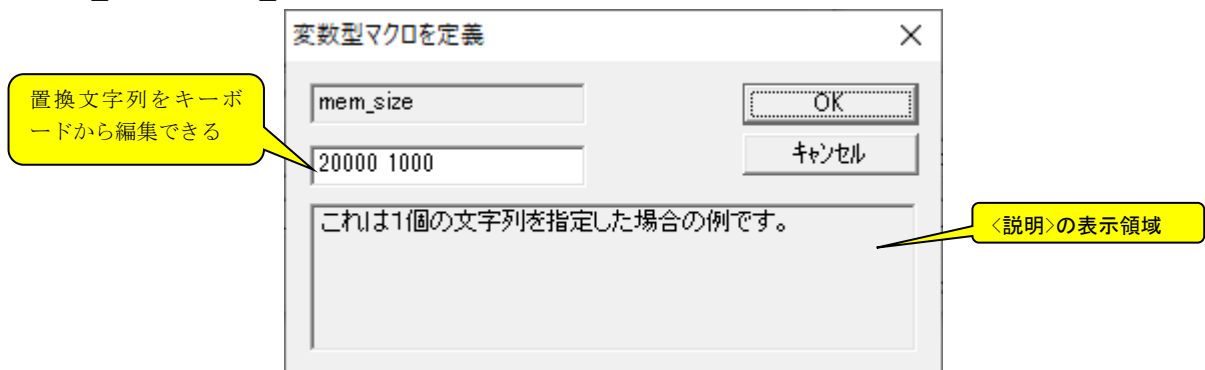 変数型マクロを定義
置換文字列をキーボ
ードから編集できる
mem_size
OK
20000 1000
キャンセル
これは1個の文字列を指定した場合の例です。
<説明>の表示領域